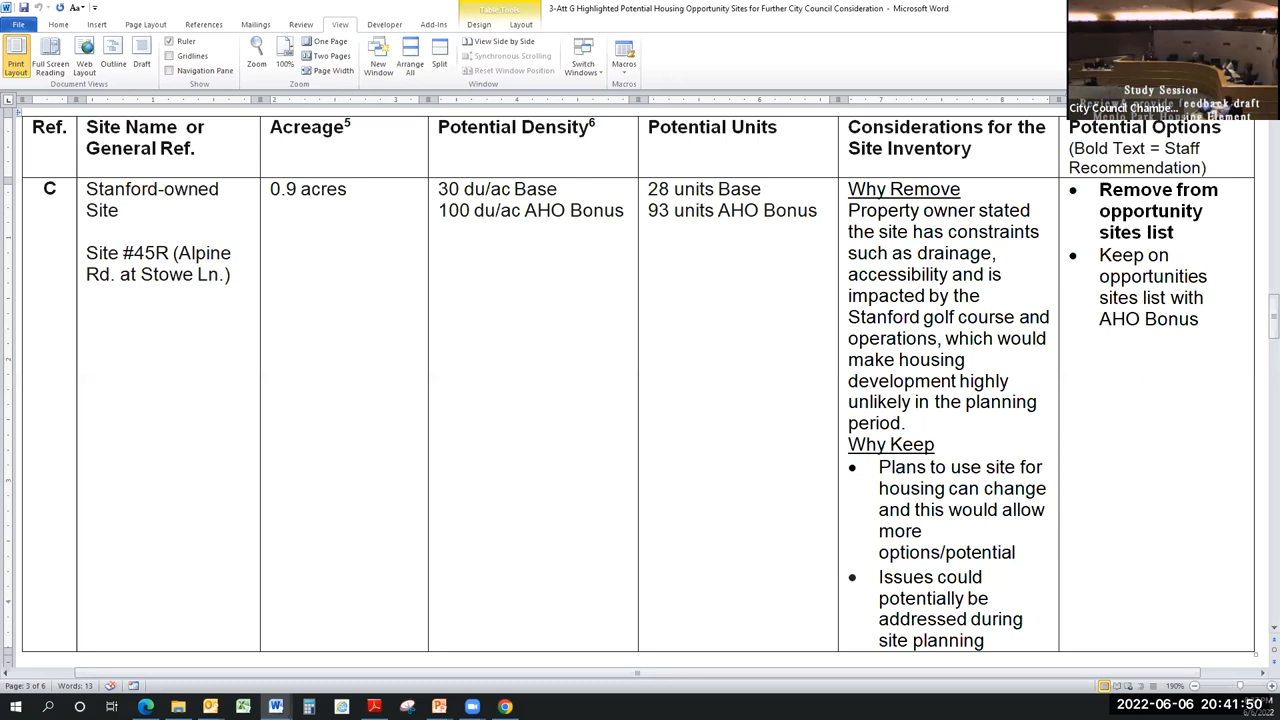 3-Att G Highlighted Potential Housing Opportunity Sites for Further City Council Consideration - Microsoft Word
Table Tools
File Home Insert Page Layout References Mailings Review View Developer Add-Ins Design Layout
Print Layout
Full Screen Reading
Web Layout
Outline
Draft
Document Views
Ruler
Gridlines
Navigation Pane
Show
Zoom
100%
One Page
Two Pages
Page Width
Zoom
New Window
Arrange All
Split
View Side by Side
Synchronous Scrolling
Reset Window Position
Window
Switch Windows
Macros
Macros
Study Session
City Council Chambe...
feedback draft
Menlo Park Housing Element
Ref.
Site Name or
General Ref.
Acreage5
Potential Density6
Potential Units
Considerations for the
Site Inventory
Potential Options
(Bold Text = Staff
Recommendation)
C
Stanford-owned
Site
Site #45R (Alpine
Rd. at Stowe Ln.)
0.9 acres
30 du/ac Base
100 du/ac AHO Bonus
28 units Base
93 units AHO Bonus
Why Remove
Property owner stated
the site has constraints
such as drainage,
accessibility and is
impacted by the
Stanford golf course and
operations, which would
make housing
development highly
unlikely in the planning
period.
Why Keep
• Plans to use site for
housing can change
and this would allow
more
options/potential
• Issues could
potentially be
addressed during
site planning
• Remove from
opportunity
sites list
• Keep on
opportunities
sites list with
AHO Bonus
Page: 3 of 6 Words: 13
190%
2022-06-06 20:41:50